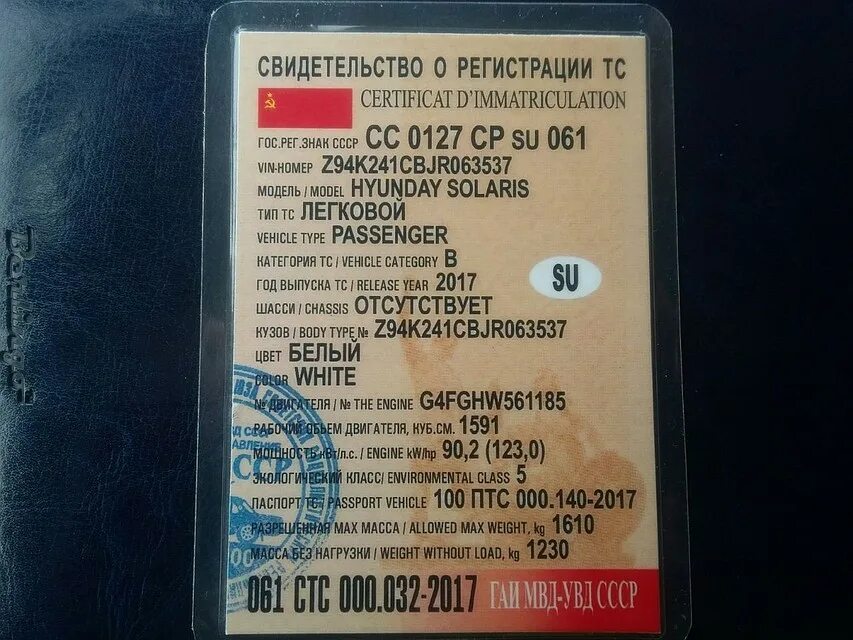 СВИДЕТЕЛЬСТВО О РЕГИСТРАЦИИ ТС
CERTIFICAT D'IMMATRICULATION
ГОС.РЕГ.ЗНАК СССР СС 0127 СР SU 061
VIN-НОМЕР Z94K241CBJR063537
МОДЕЛЬ / MODEL HYUNDAY SOLARIS
ТИП ТС ЛЕГКОВОЙ
VEHICLE TYPE PASSENGER
КАТЕГОРИЯ ТС / VEHICLE CATEGORY B
ГОД ВЫПУСКА ТС / RELEASE YEAR 2017
SU
ШАССИ / CHASSIS ОТСУТСТВУЕТ
КУЗОВ / BODY TYPE № Z94K241CBJR063537
ЦВЕТ БЕЛЫЙ
COLOR WHITE
№ ДВИГАТЕЛЯ / № THE ENGINE G4FGHW561185
РАБОЧИЙ ОБЪЕМ ДВИГАТЕЛЯ, КУБ.СМ. 1591
МОЩНОСТЬ кВт/л.с. / ENGINE kW/hp 90,2 (123,0)
ЭКОЛОГИЧЕСКИЙ КЛАСС/ ENVIRONMENTAL CLASS 5
ПАСПОРТ ТС/ PASSPORT VEHICLE 100 ПТС 000.140-2017
РАЗРЕШЕННАЯ MAX МАССА / ALLOWED MAX WEIGHT, kg 1610
МАССА БЕЗ НАГРУЗКИ / WEIGHT WITHOUT LOAD, kg 1230
061 СТС 000.032-2017 ГАИ МВД-УВД СССР